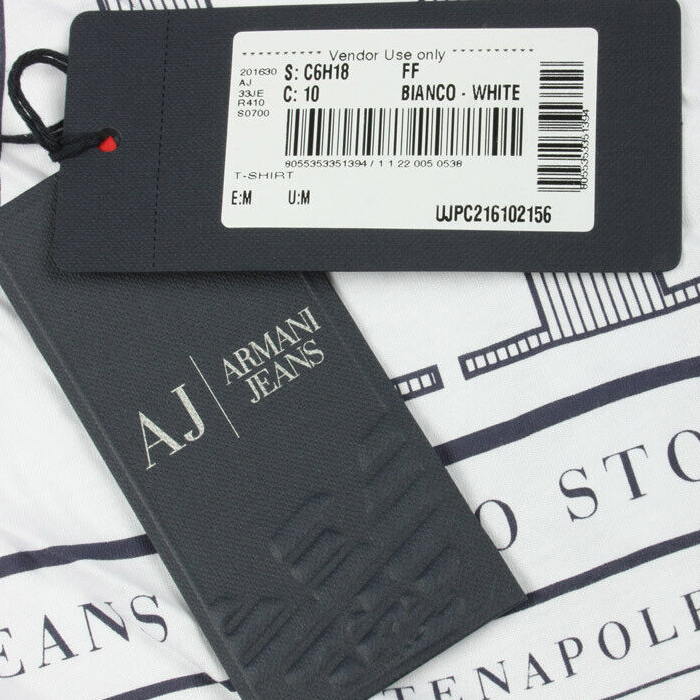 Vendor Use only
201630 S: C6H18 FF
AJ
33JE C: 10 BIANCO - WHITE
R410
S0700
8055353351394 / 1 1 22 005 0538
8055353351394
T-SHIRT
E:M U:M
UJPC216102156
AJ ARMANI
JEANS
O STO
EANS
TENAPOLE